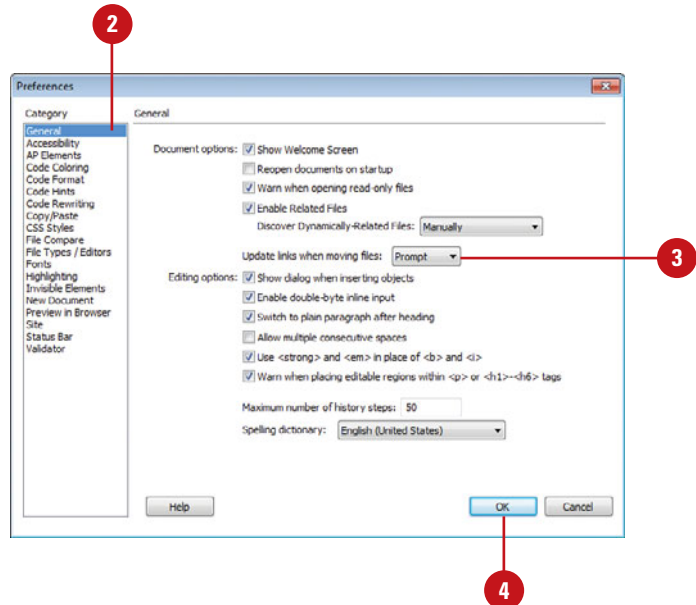 2
Preferences
Category
General
Accessibility
AP Elements
Code Coloring
Code Format
Code Hints
Code Rewriting
Copy/Paste
CSS Styles
File Compare
File Types / Editors
Fonts
Highlighting
Invisible Elements
New Document
Preview in Browser
Site
Status Bar
Validator
General
Document options: Show Welcome Screen
Reopen documents on startup
Warn when opening read-only files
Enable Related Files
Discover Dynamically-Related Files: Manually
Update links when moving files: Prompt
3
Editing options: Show dialog when inserting objects
Enable double-byte inline input
Switch to plain paragraph after heading
Allow multiple consecutive spaces
Use <strong> and <em> in place of <b> and <i>
Warn when placing editable regions within <p> or <h1>-<h6> tags
Maximum number of history steps: 50
Spelling dictionary: English (United States)
Help OK Cancel
4